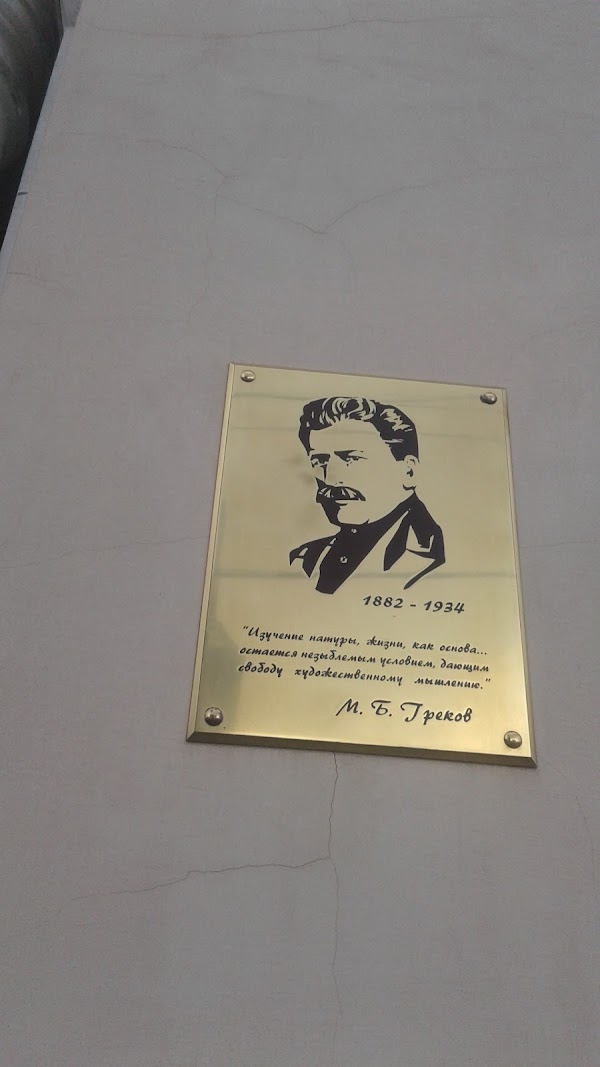 1882 - 1934
"Изучение натуры, жизни, как основа...
остается незыблемым условием, дающим
свободу художественному мышлению."
М. Б. Греков